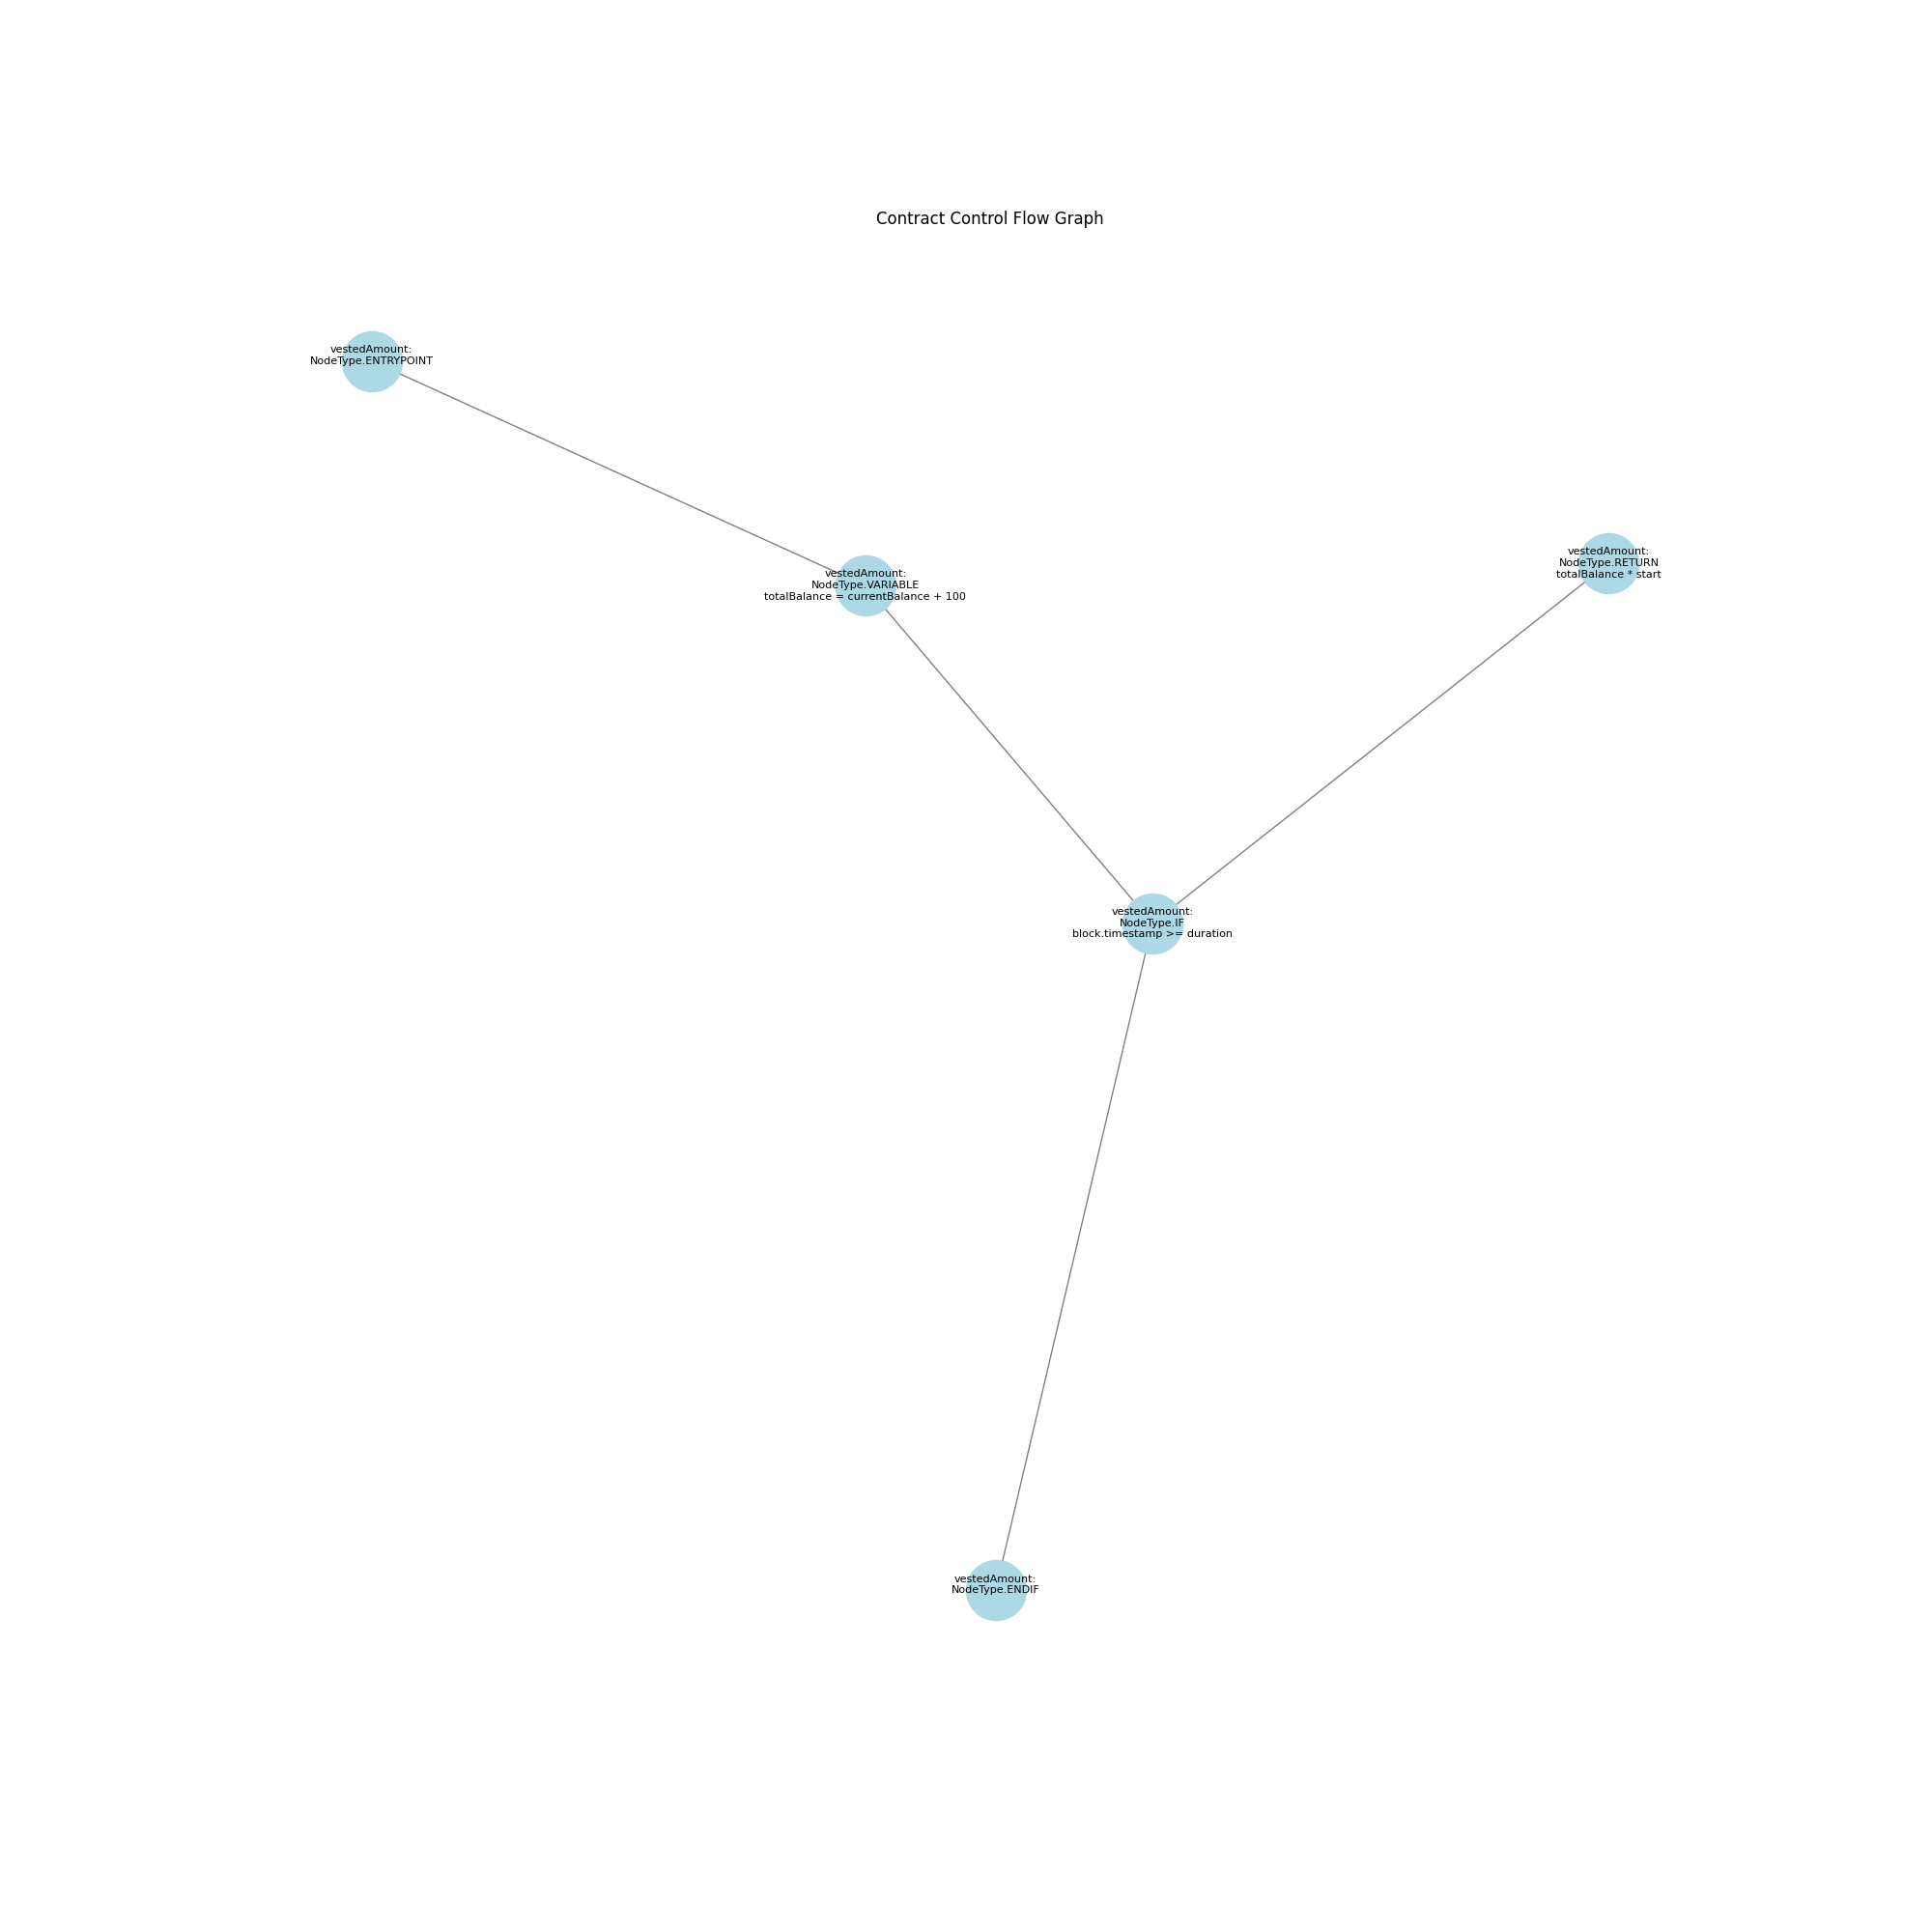 Contract Control Flow Graph
vestedAmount:
NodeType.ENTRYPOINT
vestedAmount:
NodeType.VARIABLE
totalBalance = currentBalance + 100
vestedAmount:
NodeType.RETURN
totalBalance * start
vestedAmount:
NodeType.IF
block.timestamp >= duration
vestedAmount:
NodeType.ENDIF